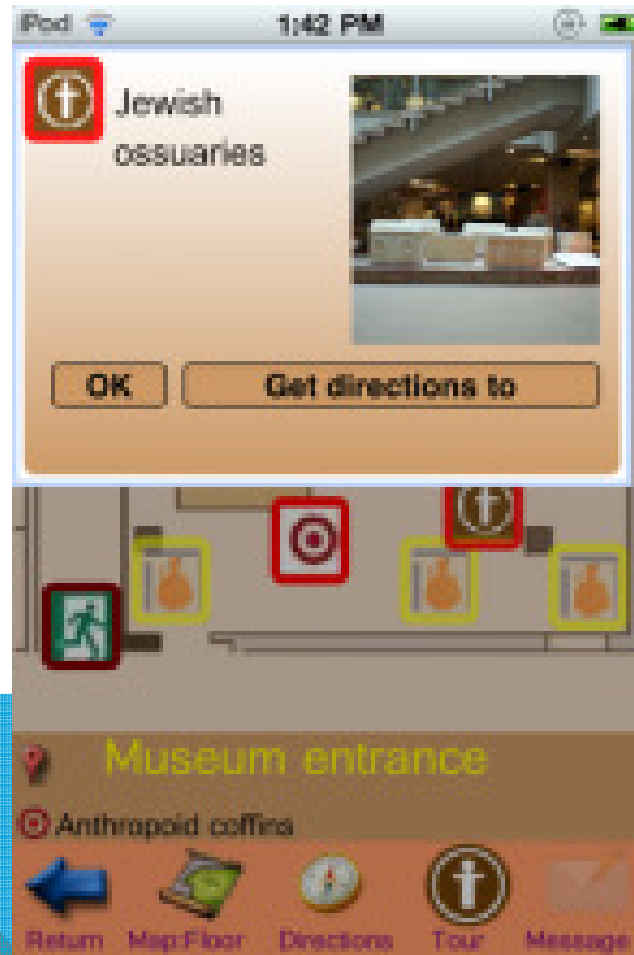 iPod
1:42 PM
Jewish
ossuaries
OK
Get directions to
Museum entrance
Anthropoid coffins
Return
Map:Floor
Directions
Tour
Message